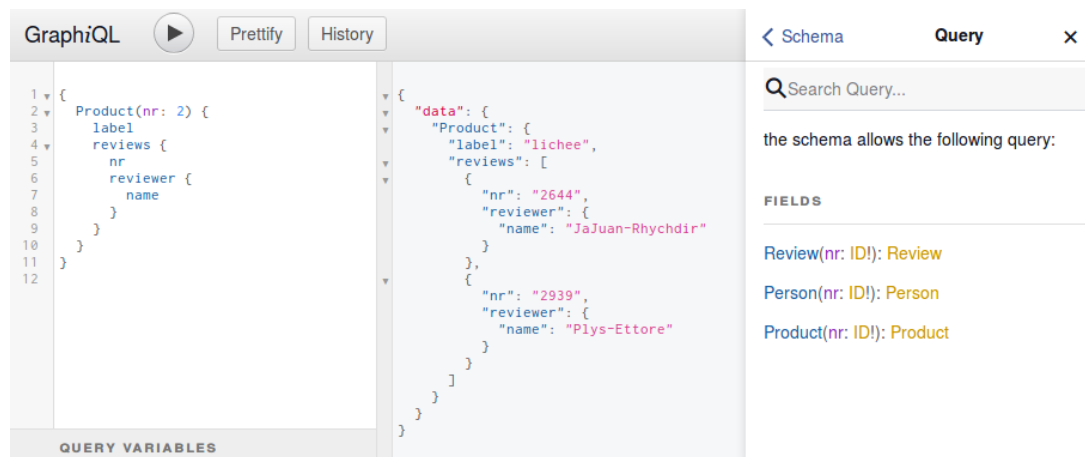 GraphiQL
Prettify
History
1 {
2 Product(nr: 2) {
3 label
4 reviews {
5 nr
6 reviewer {
7 name
8 }
9 }
10 }
11 }
12
QUERY VARIABLES
{
"data": {
"Product": {
"label": "lichee",
"reviews": [
{
"nr": "2644",
"reviewer": {
"name": "JaJuan-Rhychdir"
}
},
{
"nr": "2939",
"reviewer": {
"name": "Plys-Ettore"
}
}
]
}
}
}
Schema
Query
Search Query...
the schema allows the following query:
FIELDS
Review(nr: ID!): Review
Person(nr: ID!): Person
Product(nr: ID!): Product